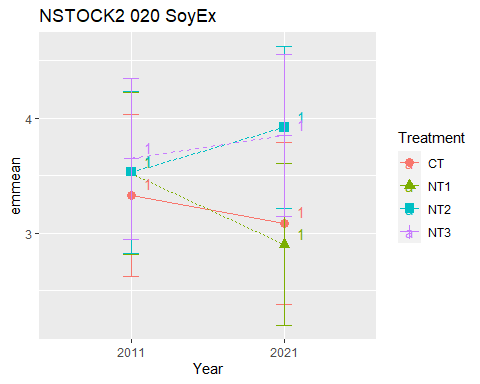 NSTOCK2 020 SoyEx
4
3
emmean
1
1
1
1
1
1
1
2011
2021
Year
Treatment
a CT
a NT1
a NT2
a NT3